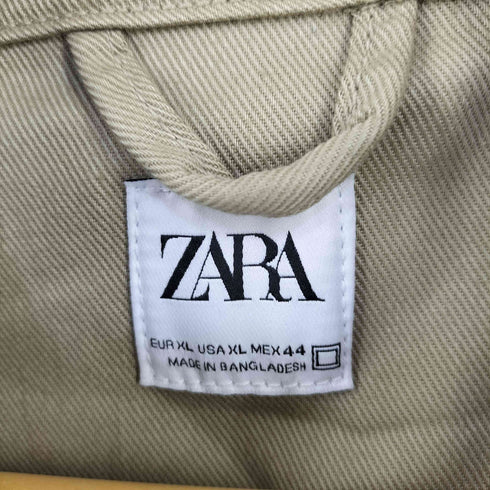 ZARA
EUR XL USA XL MEX 44
MADE IN BANGLADESH